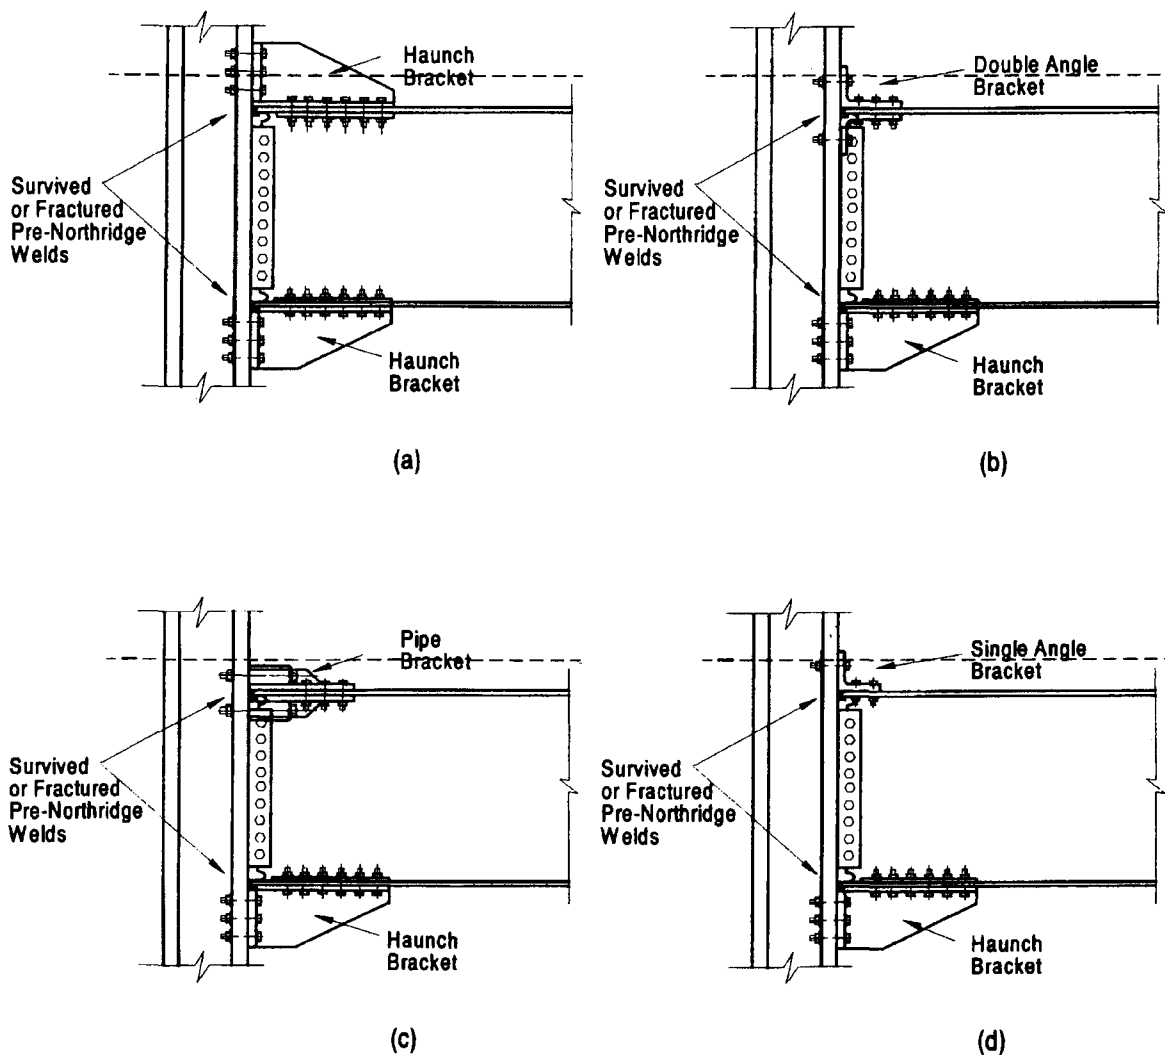 Haunch
Bracket
Survived
or Fractured
Pre-Northridge
Welds
Haunch
Bracket
(a)
Double Angle
Bracket
Survived
or Fractured
Pre-Northridge
Welds
Haunch
Bracket
(b)
Pipe
Bracket
Survived
or Fractured
Pre-Northridge
Welds
Haunch
Bracket
(c)
Single Angle
Bracket
Survived
or Fractured
Pre-Northridge
Welds
Haunch
Bracket
(d)